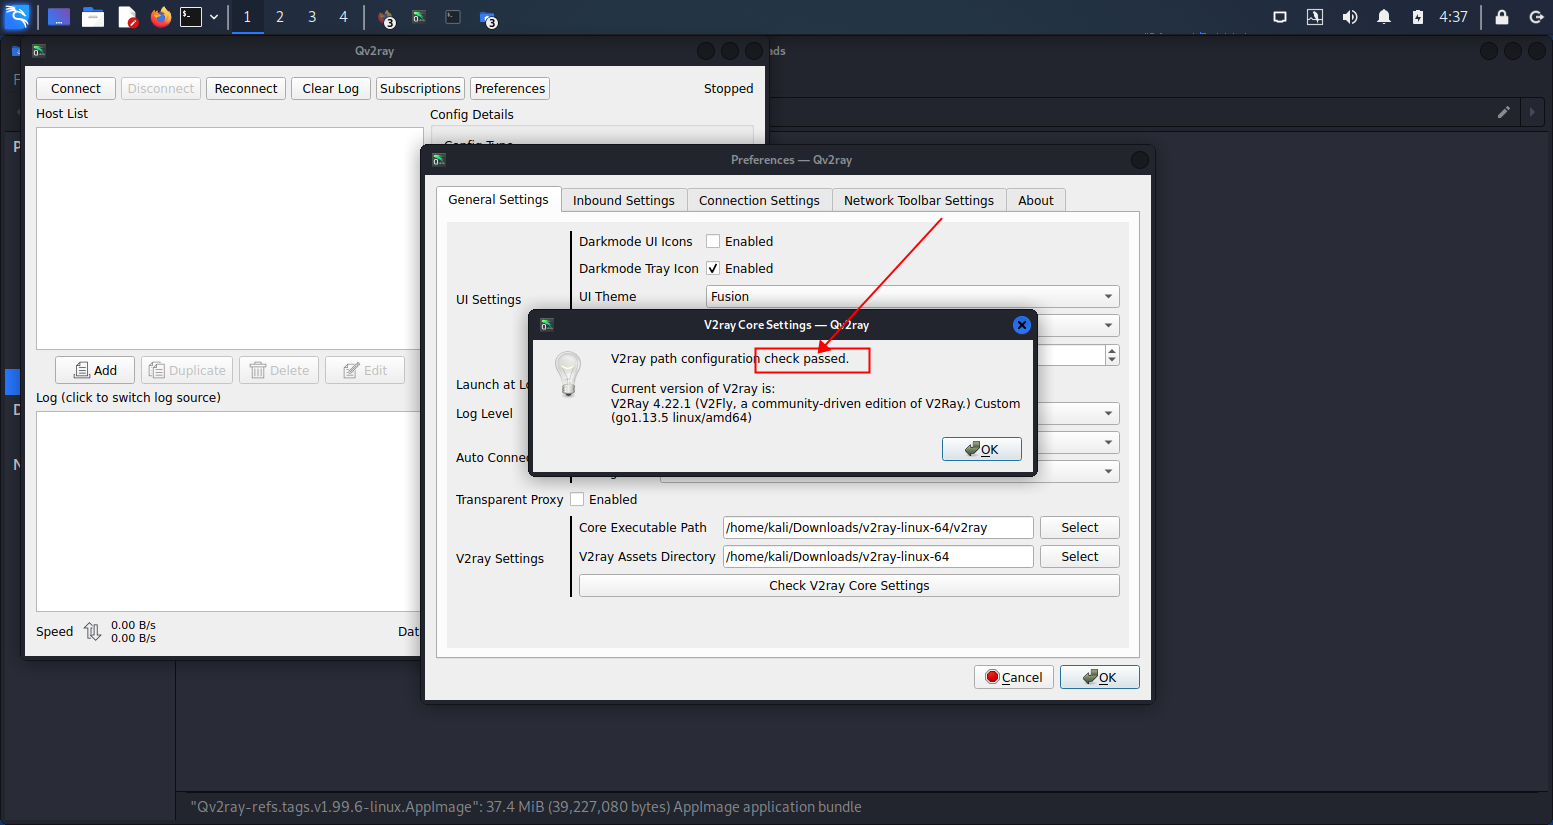 1 2 3 4
3
3
4:37
Qv2ray
ads
Connect Disconnect Reconnect Clear Log Subscriptions Preferences Stopped
Host List
Config Details
Add Duplicate Delete Edit
Log (click to switch log source)
Speed 0.00 B/s
0.00 B/s
Dat
Preferences — Qv2ray
General Settings Inbound Settings Connection Settings Network Toolbar Settings About
UI Settings
Darkmode UI Icons Enabled
Darkmode Tray Icon Enabled
UI Theme Fusion
V2ray Core Settings — Qv2ray
V2ray path configuration check passed.
Current version of V2ray is:
V2Ray 4.22.1 (V2Fly, a community-driven edition of V2Ray.) Custom
(go1.13.5 linux/amd64)
OK
Launch at Lo
Log Level
Auto Connec
Transparent Proxy Enabled
V2ray Settings
Core Executable Path /home/kali/Downloads/v2ray-linux-64/v2ray Select
V2ray Assets Directory /home/kali/Downloads/v2ray-linux-64 Select
Check V2ray Core Settings
Cancel OK
"Qv2ray-refs.tags.v1.99.6-linux.AppImage": 37.4 MiB (39,227,080 bytes) AppImage application bundle